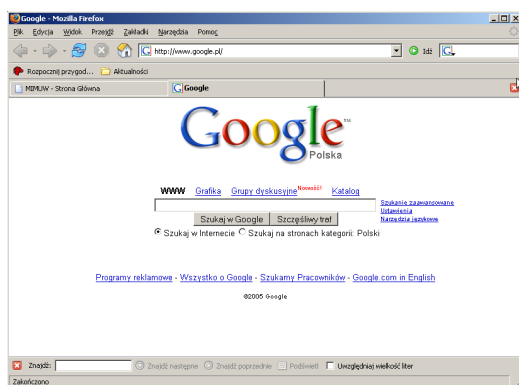 Google - Mozilla Firefox
Plik Edycja Widok Przejdź Zakładki Narzędzia Pomoc
G http://www.google.pl/ Idź G
Rozpocznij przygod... Aktualności
MIMUW - Strona Główna G Google
Google™
Polska
WWW Grafika Grupy dyskusyjne Nowość! Katalog
Szukanie zaawansowane
Ustawienia
Narzędzia językowe
Szukaj w Google Szczęśliwy traf
Szukaj w Internecie Szukaj na stronach kategorii: Polski
Programy reklamowe - Wszystko o Google - Szukamy Pracowników - Google.com in English
©2005 Google
Znajdź: Znajdź następne Znajdź poprzednie Podświetl Uwzględniaj wielkość liter
Zakończono